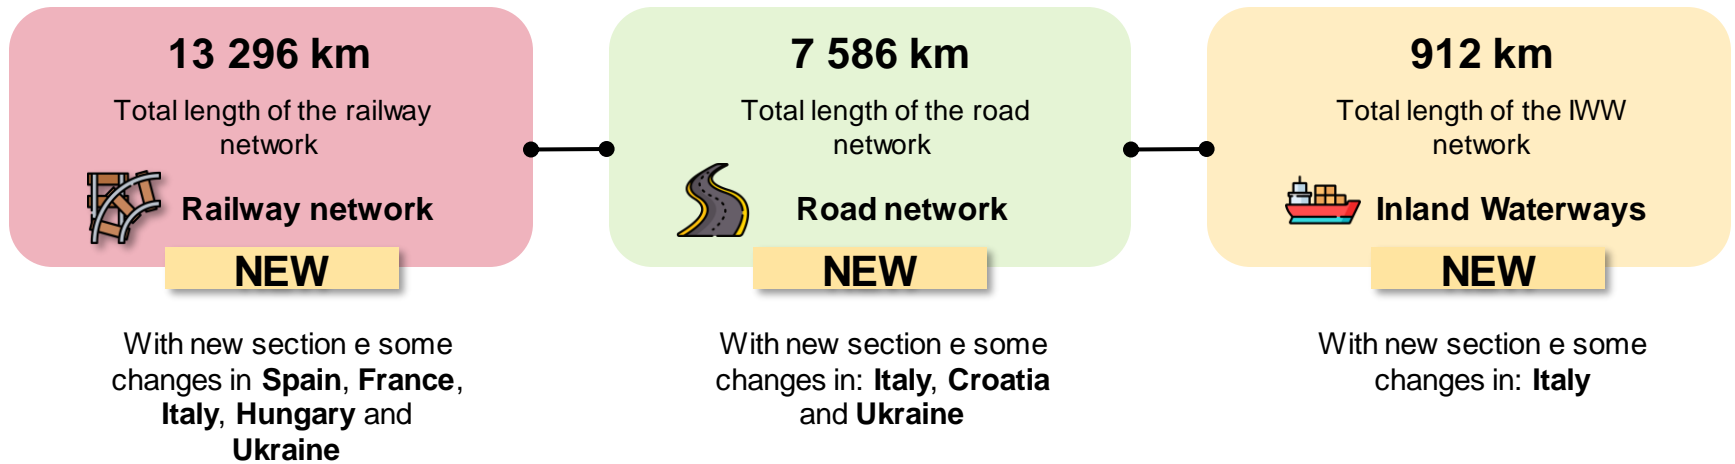 13 296 km
Total length of the railway
network
Railway network
NEW
With new section e some
changes in Spain, France,
Italy, Hungary and
Ukraine
7 586 km
Total length of the road
network
Road network
NEW
With new section e some
changes in: Italy, Croatia
and Ukraine
912 km
Total length of the IWW
network
Inland Waterways
NEW
With new section e some
changes in: Italy